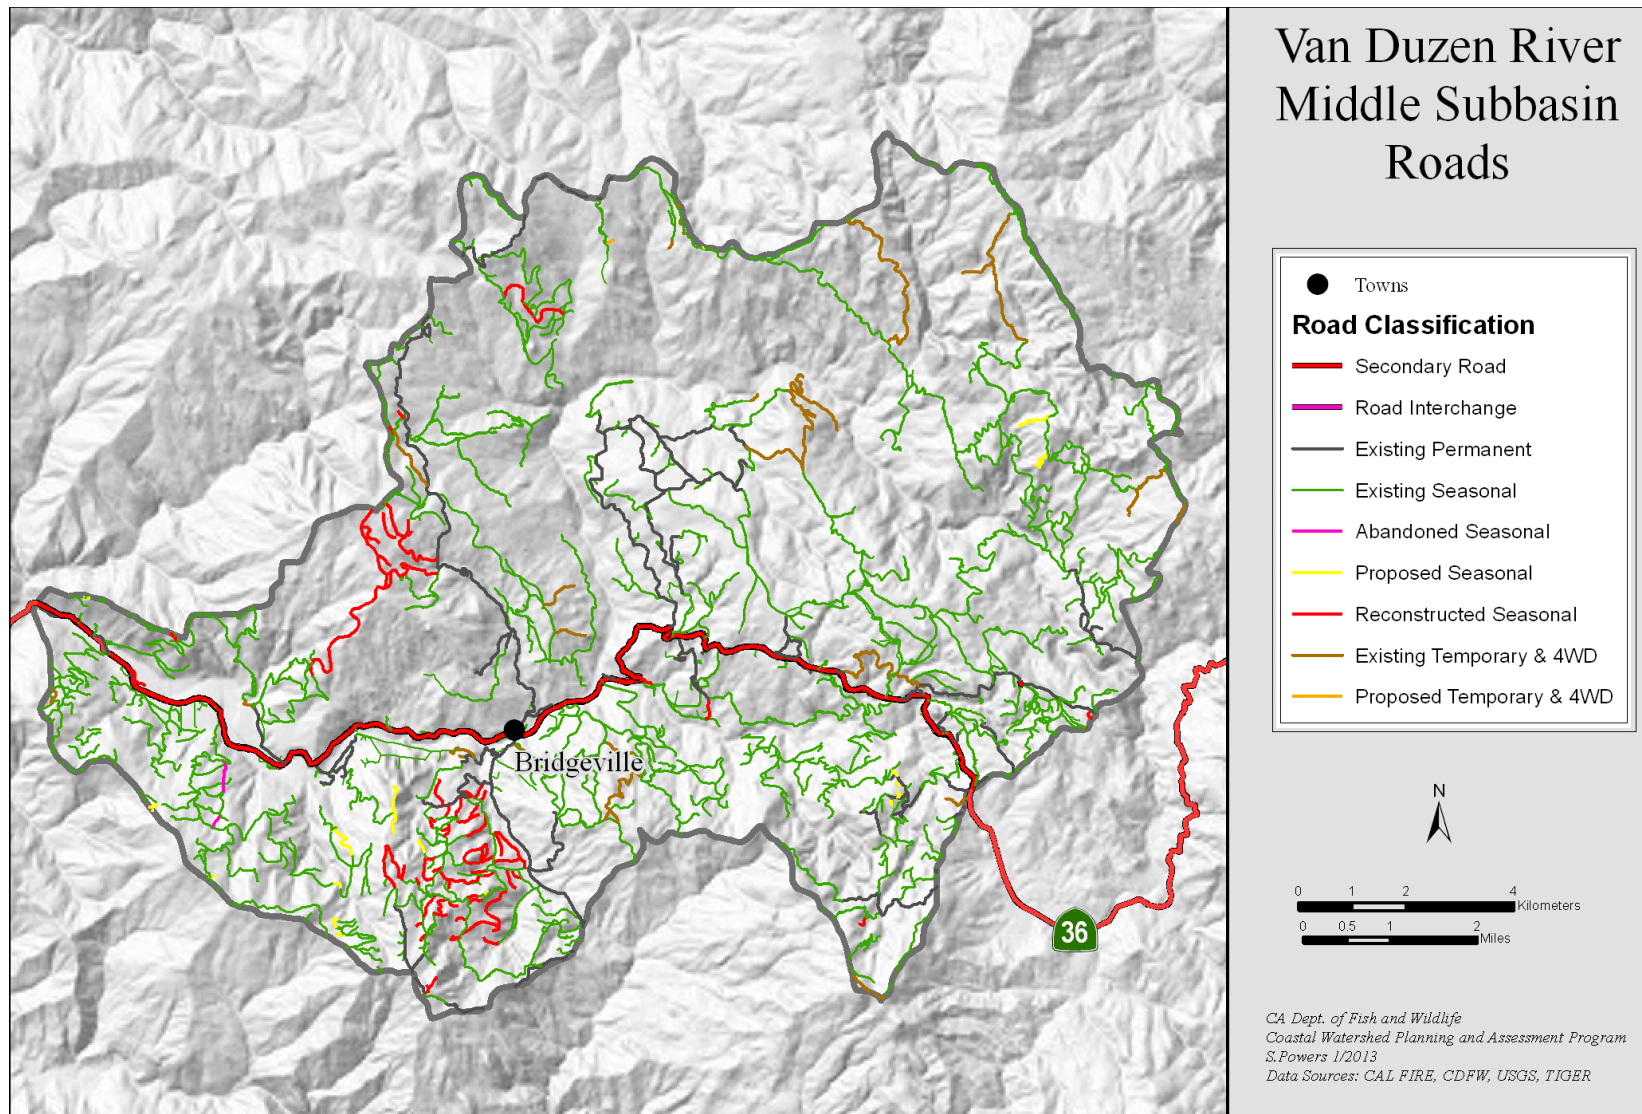 Van Duzen River
Middle Subbasin
Roads
Towns
Road Classification
Secondary Road
Road Interchange
Existing Permanent
Existing Seasonal
Abandoned Seasonal
Proposed Seasonal
Reconstructed Seasonal
Existing Temporary & 4WD
Proposed Temporary & 4WD
Bridgeville
36
N
0 1 2 4
Kilometers
0 0.5 1 2
Miles
CA Dept. of Fish and Wildlife
Coastal Watershed Planning and Assessment Program
S.Powers 1/2013
Data Sources: CAL FIRE, CDFW, USGS, TIGER